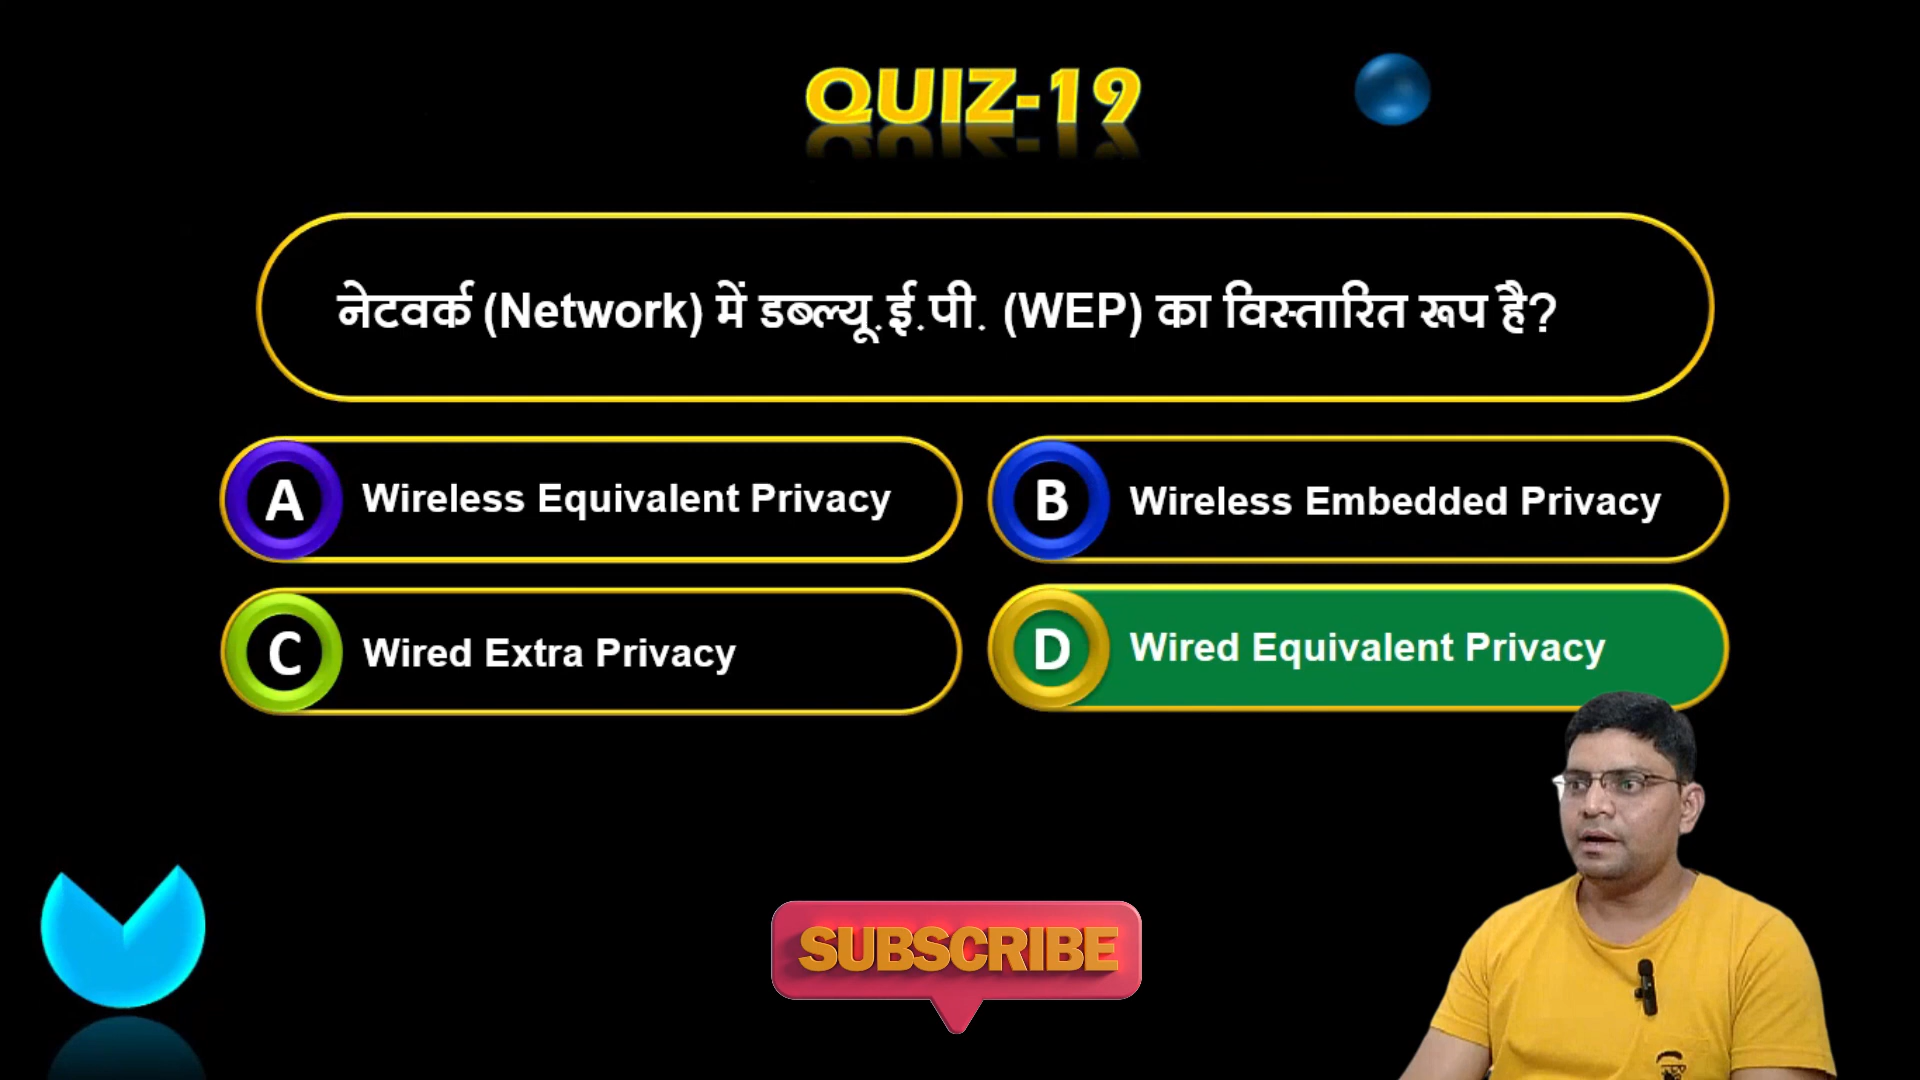 QUIZ-19
नेटवर्क (Network) में डब्ल्यू.ई.पी. (WEP) का विस्तारित रूप है?
A Wireless Equivalent Privacy
B Wireless Embedded Privacy
C Wired Extra Privacy
D Wired Equivalent Privacy
SUBSCRIBE